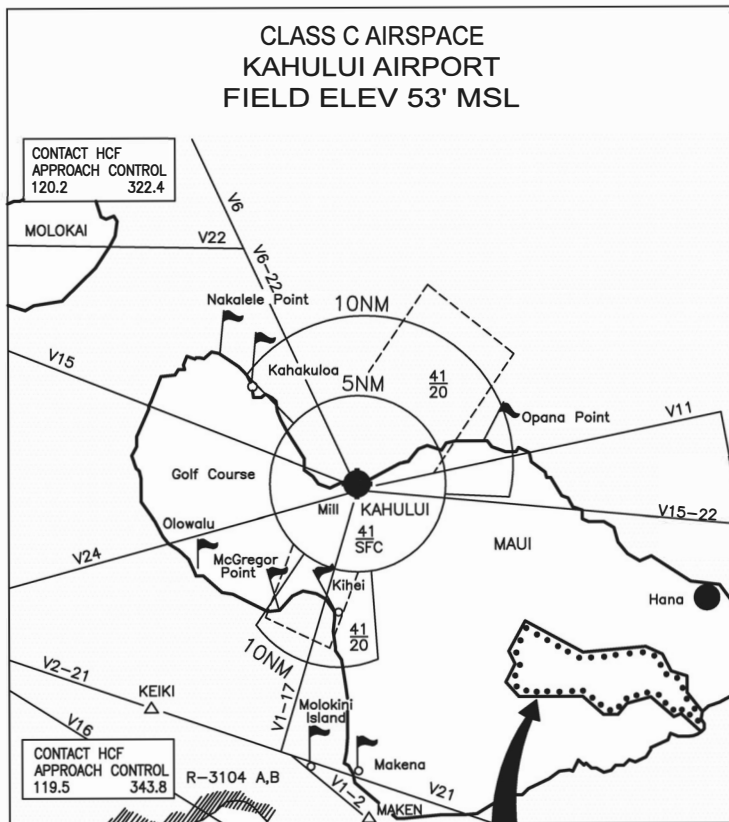 CLASS C AIRSPACE
KAHULUI AIRPORT
FIELD ELEV 53' MSL
CONTACT HCF
APPROACH CONTROL
120.2 322.4
V6
MOLOKAI
V22
V6-22
Nakalele Point
10NM
V15
Kahakuloa
5NM
41
20
Opana Point
V11
Golf Course
Mill
KAHULUI
V15-22
Olowalu
41
SFC
MAUI
V24
McGregor
Point
Kihei
Hana
41
20
10NM
V2-21
KEIKI
V1-17
Molokini
Island
V16
CONTACT HCF
APPROACH CONTROL
119.5 343.8
R-3104 A,B
Makena
V21
V1-2
MAKEN